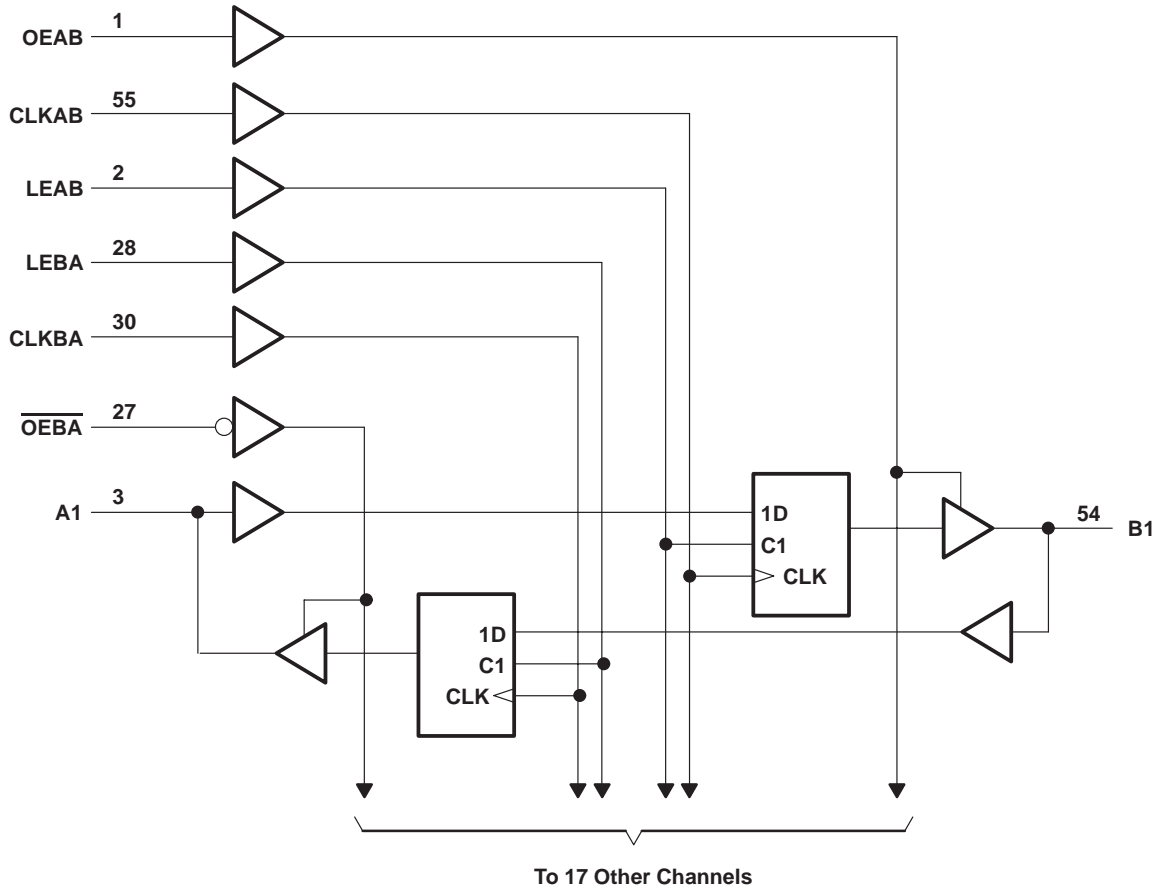 OEAB 1
CLKAB 55
LEAB 2
LEBA 28
CLKBA 30
OEBA 27
A1 3
1D
C1
CLK
54 B1
1D
C1
CLK
To 17 Other Channels